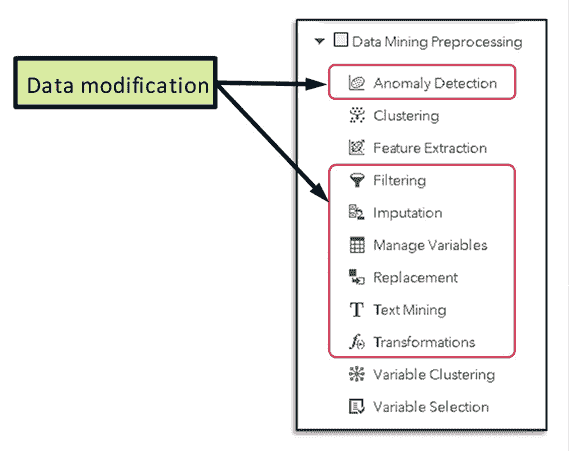 Data modification
Data Mining Preprocessing
Anomaly Detection
Clustering
Feature Extraction
Filtering
Imputation
Manage Variables
Replacement
Text Mining
Transformations
Variable Clustering
Variable Selection